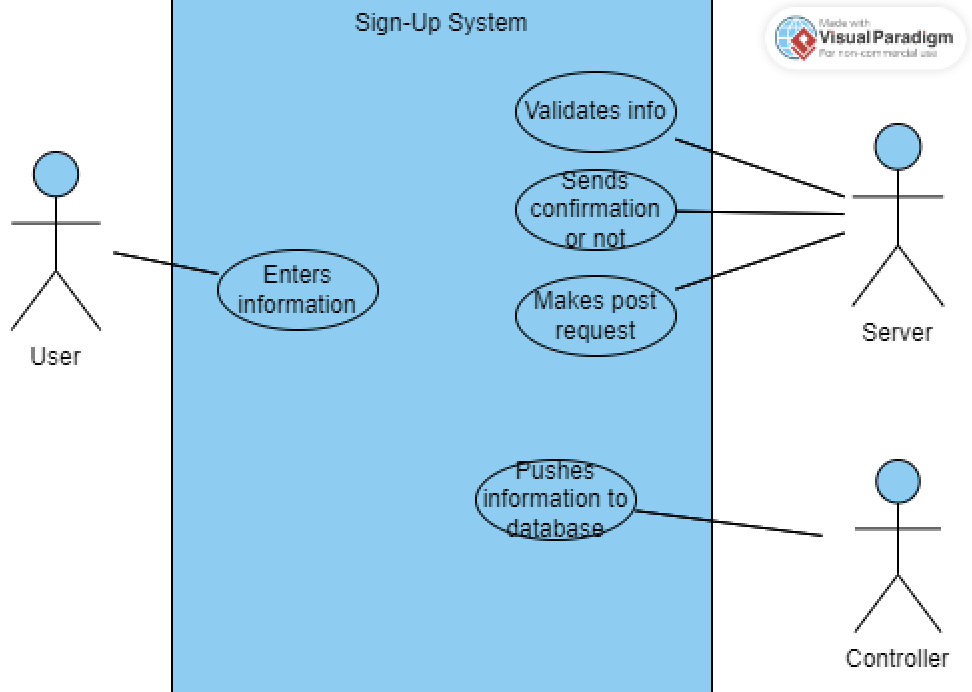 Sign-Up System
Made with
Visual Paradigm
For non-commercial use
Validates info
Sends
confirmation
or not
Enters
information
Makes post
request
User
Server
Pushes
information to
database
Controller